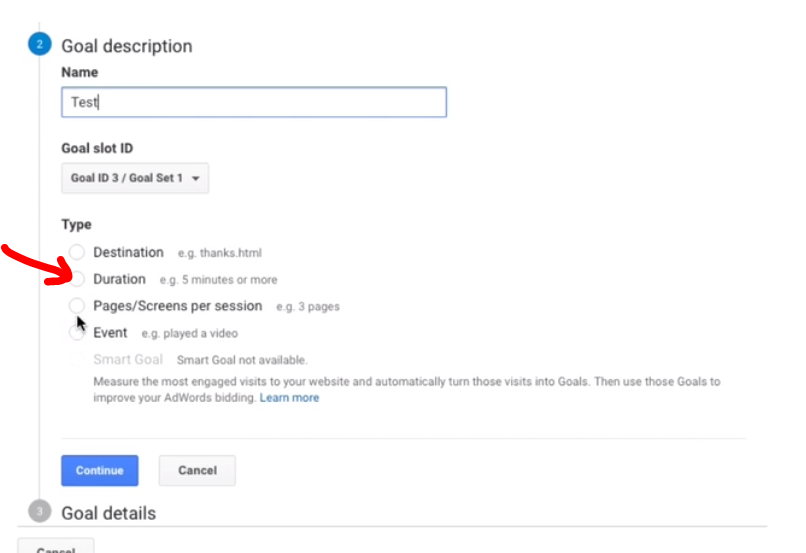 2
Goal description
Name
Test
Goal slot ID
Goal ID 3 / Goal Set 1
Type
Destination e.g. thanks.html
Duration e.g. 5 minutes or more
Pages/Screens per session e.g. 3 pages
Event e.g. played a video
Smart Goal Smart Goal not available.
Measure the most engaged visits to your website and automatically turn those visits into Goals. Then use those Goals to
improve your AdWords bidding. Learn more
Continue Cancel
3
Goal details
Cancel